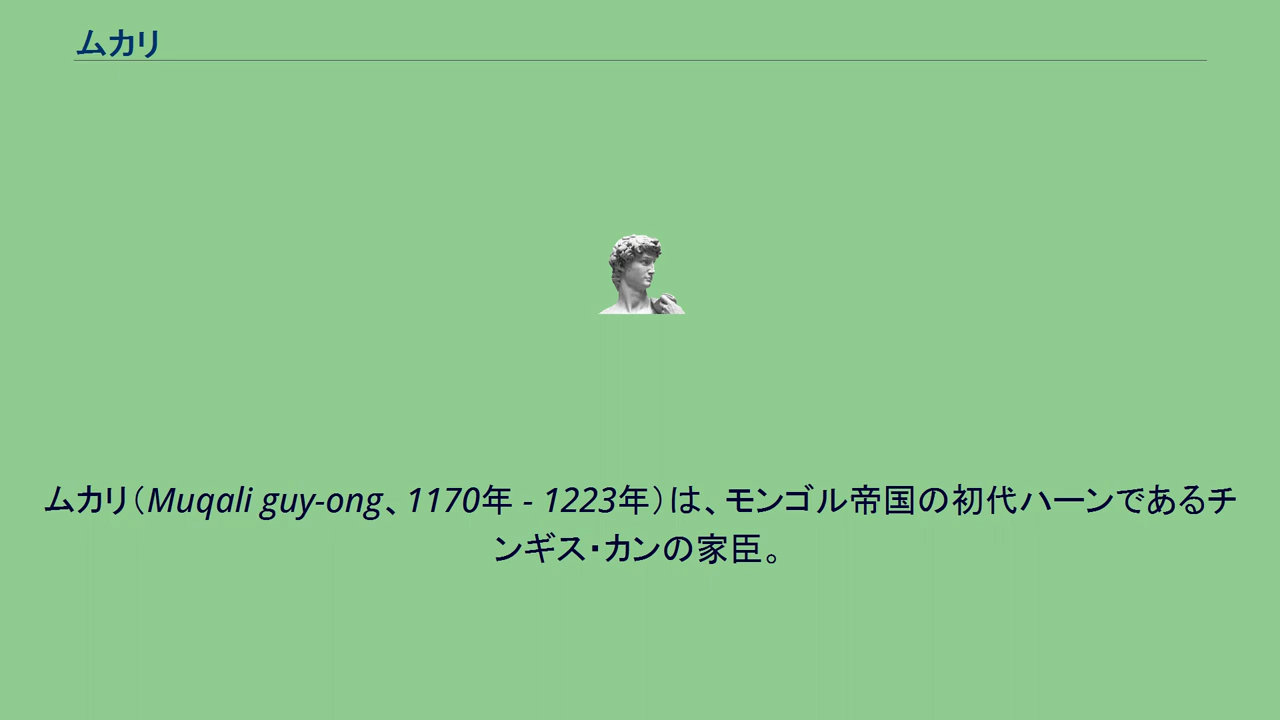 ムカリ
ムカリ（Muqali guy-ong、1170年 - 1223年）は、モンゴル帝国の初代ハーンであるチ
ンギス・カンの家臣。